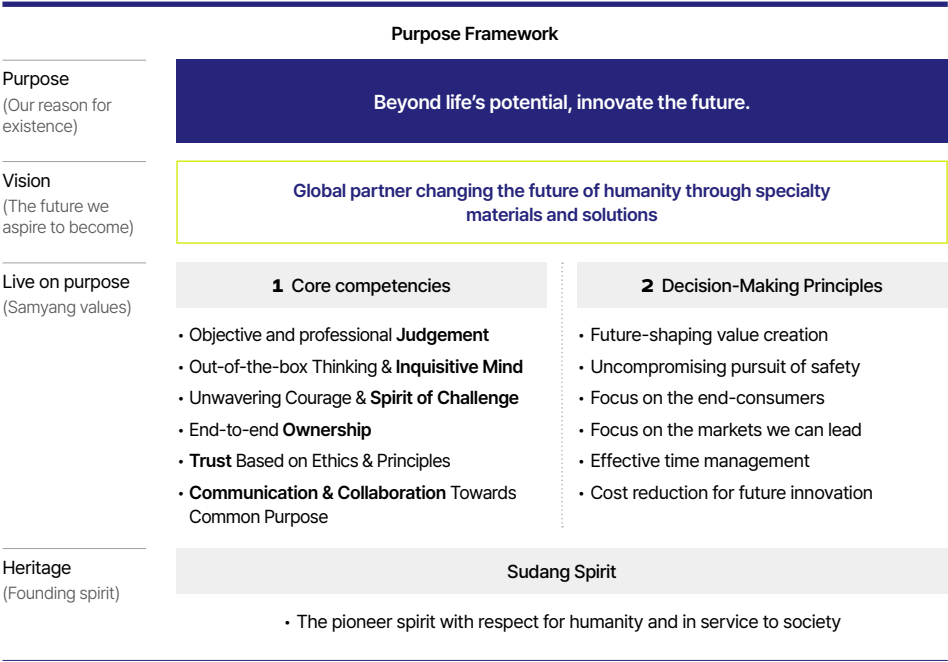 Purpose Framework
Purpose
(Our reason for
existence)
Beyond life's potential, innovate the future.
Vision
(The future we
aspire to become)
Global partner changing the future of humanity through specialty
materials and solutions
Live on purpose
(Samyang values)
1 Core competencies
• Objective and professional Judgement
• Out-of-the-box Thinking & Inquisitive Mind
• Unwavering Courage & Spirit of Challenge
• End-to-end Ownership
• Trust Based on Ethics & Principles
• Communication & Collaboration Towards
Common Purpose
2 Decision-Making Principles
• Future-shaping value creation
• Uncompromising pursuit of safety
• Focus on the end-consumers
• Focus on the markets we can lead
• Effective time management
• Cost reduction for future innovation
Heritage
(Founding spirit)
Sudang Spirit
• The pioneer spirit with respect for humanity and in service to society